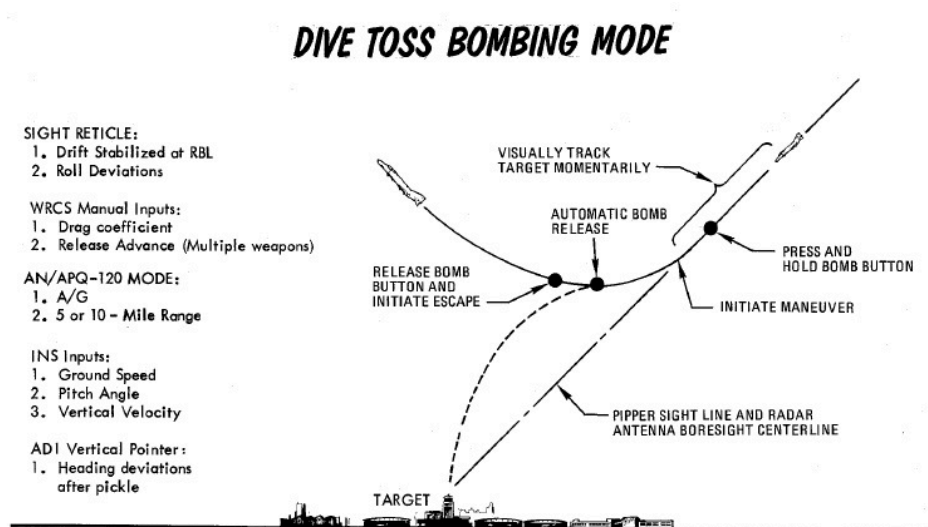 DIVE TOSS BOMBING MODE
SIGHT RETICLE:
1. Drift Stabilized at RBL
2. Roll Deviations
WRCS Manual Inputs:
1. Drag coefficient
2. Release Advance (Multiple weapons)
AN/APQ-120 MODE:
1. A/G
2. 5 or 10 - Mile Range
INS Inputs:
1. Ground Speed
2. Pitch Angle
3. Vertical Velocity
ADI Vertical Pointer:
1. Heading deviations
after pickle
VISUALLY TRACK
TARGET MOMENTARILY
AUTOMATIC BOMB
RELEASE
PRESS AND
HOLD BOMB BUTTON
RELEASE BOMB
BUTTON AND
INITIATE ESCAPE
INITIATE MANEUVER
PIPPER SIGHT LINE AND RADAR
ANTENNA BORESIGHT CENTERLINE
TARGET